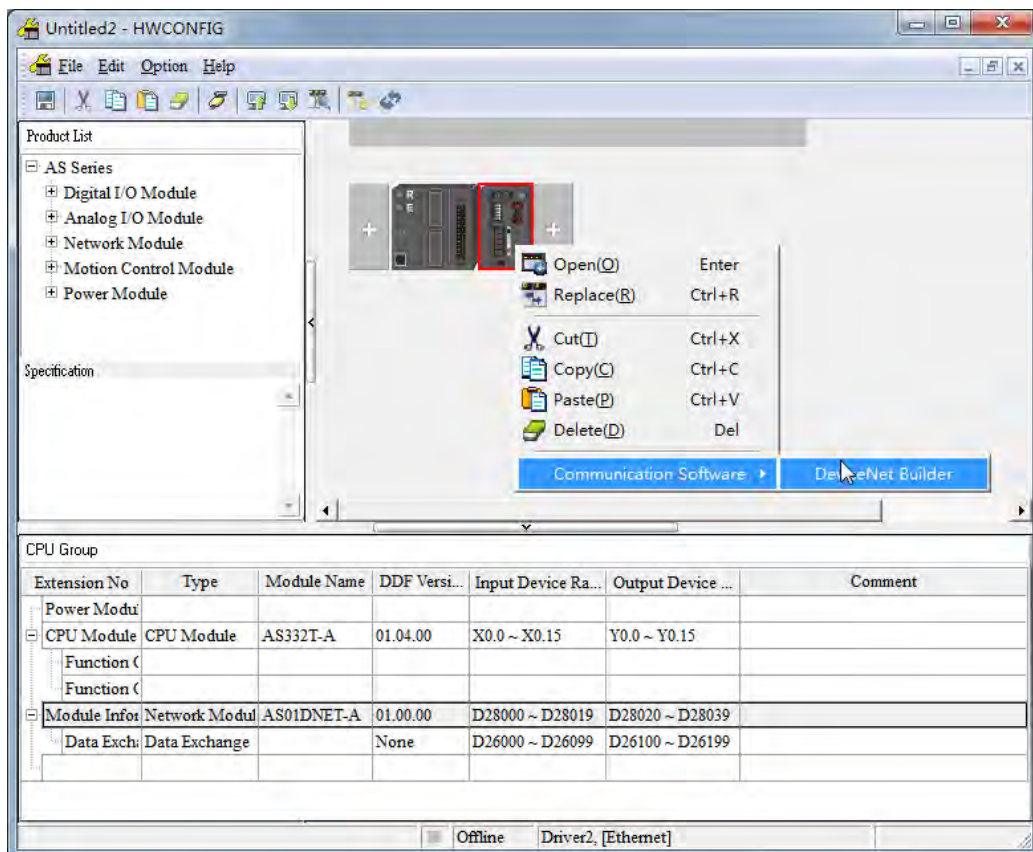 Untitled2 - HWCONFIG
File Edit Option Help
Product List
AS Series
Digital I/O Module
Analog I/O Module
Network Module
Motion Control Module
Power Module
Specification
R
E
Open(O) Enter
Replace(R) Ctrl+R
Cut(T) Ctrl+X
Copy(C) Ctrl+C
Paste(P) Ctrl+V
Delete(D) Del
Communication Software DeviceNet Builder
CPU Group
Extension No Type Module Name DDF Versi... Input Device Ra... Output Device ... Comment
Power Modu
CPU Module CPU Module AS332T-A 01.04.00 X0.0 ~ X0.15 Y0.0 ~ Y0.15
Function (
Function (
Module Infor Network Modul AS01DNET-A 01.00.00 D28000 ~ D28019 D28020 ~ D28039
Data Exch: Data Exchange None D26000 ~ D26099 D26100 ~ D26199
Offline Driver2, [Ethernet]